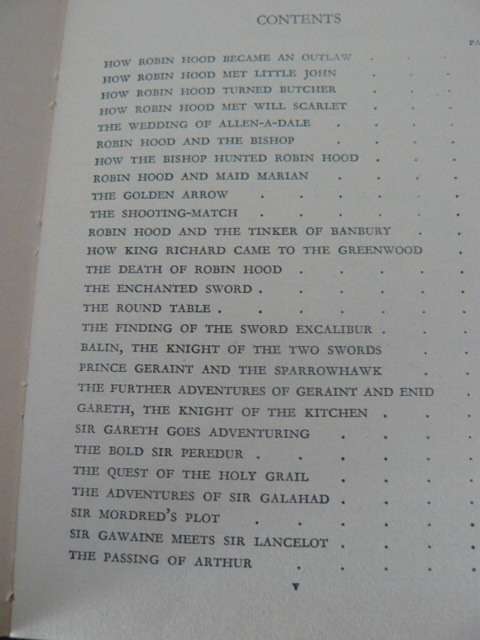 CONTENTS
PA
HOW ROBIN HOOD BECAME AN OUTLAW . . .
HOW ROBIN HOOD MET LITTLE JOHN . . .
HOW ROBIN HOOD TURNED BUTCHER . . .
HOW ROBIN HOOD MET WILL SCARLET . . .
THE WEDDING OF ALLEN-A-DALE . . . .
ROBIN HOOD AND THE BISHOP . . . .
HOW THE BISHOP HUNTED ROBIN HOOD . . .
ROBIN HOOD AND MAID MARIAN . . . .
THE GOLDEN ARROW . . . . . .
THE SHOOTING-MATCH . . . . . .
ROBIN HOOD AND THE TINKER OF BANBURY . .
HOW KING RICHARD CAME TO THE GREENWOOD .
THE DEATH OF ROBIN HOOD . . . . .
THE ENCHANTED SWORD . . . . . .
THE ROUND TABLE . . . . . . .
THE FINDING OF THE SWORD EXCALIBUR . . .
BALIN, THE KNIGHT OF THE TWO SWORDS . .
PRINCE GERAINT AND THE SPARROWHAWK . .
THE FURTHER ADVENTURES OF GERAINT AND ENID .
GARETH, THE KNIGHT OF THE KITCHEN . . .
SIR GARETH GOES ADVENTURING . . . .
THE BOLD SIR PEREDUR . . . . . .
THE QUEST OF THE HOLY GRAIL . . . .
THE ADVENTURES OF SIR GALAHAD . . . .
SIR MORDRED'S PLOT . . . . . .
SIR GAWAINE MEETS SIR LANCELOT . . . .
THE PASSING OF ARTHUR . . . . .
v